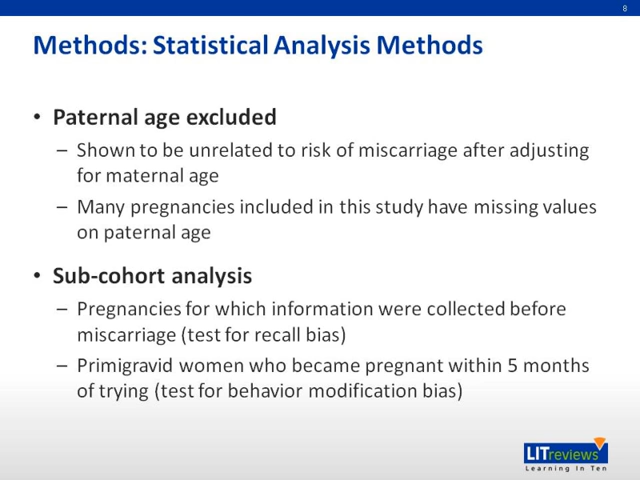 8
Methods: Statistical Analysis Methods
• Paternal age excluded
– Shown to be unrelated to risk of miscarriage after adjusting
for maternal age
– Many pregnancies included in this study have missing values
on paternal age
• Sub-cohort analysis
– Pregnancies for which information were collected before
miscarriage (test for recall bias)
– Primigravid women who became pregnant within 5 months
of trying (test for behavior modification bias)
LITreviews
Learning In Ten